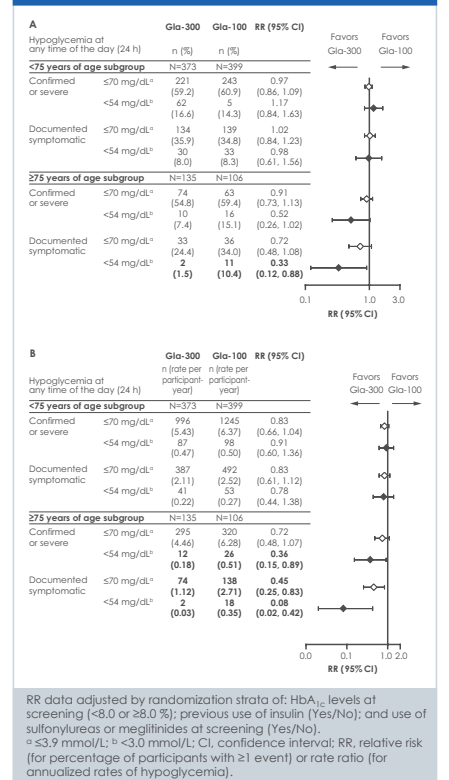 A
Gla-300 Gla-100 RR (95% CI)
Hypoglycemia at
any time of the day (24 h) n (%) n (%)
Favors Favors
Gla-300 Gla-100
<75 years of age subgroup N=373 N=399
Confirmed ≤70 mg/dLᵃ 221 243 0.97
or severe (59.2) (60.9) (0.86, 1.09)
<54 mg/dLᵇ 62 5 1.17
(16.6) (14.3) (0.84, 1.63)
Documented ≤70 mg/dLᵃ 134 139 1.02
symptomatic (35.9) (34.8) (0.84, 1.23)
<54 mg/dLᵇ 30 33 0.98
(8.0) (8.3) (0.61, 1.56)
≥75 years of age subgroup N=135 N=106
Confirmed ≤70 mg/dLᵃ 74 63 0.91
or severe (54.8) (59.4) (0.73, 1.13)
<54 mg/dLᵇ 10 16 0.52
(7.4) (15.1) (0.26, 1.02)
Documented ≤70 mg/dLᵃ 33 36 0.72
symptomatic (24.4) (34.0) (0.48, 1.08)
<54 mg/dLᵇ 2 11 0.33
(1.5) (10.4) (0.12, 0.88)
0.1 1.0 3.0
RR (95% CI)
B
Gla-300 Gla-100 RR (95% CI)
n (rate per n (rate per
participant- participant-
year) year)
Hypoglycemia at
any time of the day (24 h)
Favors Favors
Gla-300 Gla-100
<75 years of age subgroup N=373 N=399
Confirmed ≤70 mg/dLᵃ 996 1245 0.83
or severe (5.43) (6.37) (0.66, 1.04)
<54 mg/dLᵇ 87 98 0.91
(0.47) (0.50) (0.60, 1.36)
Documented ≤70 mg/dLᵃ 387 492 0.83
symptomatic (2.11) (2.52) (0.61, 1.12)
<54 mg/dLᵇ 41 53 0.78
(0.22) (0.27) (0.44, 1.38)
≥75 years of age subgroup N=135 N=106
Confirmed ≤70 mg/dLᵃ 295 320 0.72
or severe (4.46) (6.28) (0.48, 1.07)
<54 mg/dLᵇ 12 26 0.36
(0.18) (0.51) (0.15, 0.89)
Documented ≤70 mg/dLᵃ 74 138 0.45
symptomatic (1.12) (2.71) (0.25, 0.83)
<54 mg/dLᵇ 2 18 0.08
(0.03) (0.35) (0.02, 0.42)
0.0 0.1 1.0 2.0
RR (95% CI)
RR data adjusted by randomization strata of: HbA₁c levels at
screening (<8.0 or ≥8.0 %); previous use of insulin (Yes/No); and use of
sulfonylureas or meglitinides at screening (Yes/No).
ᵃ ≤3.9 mmol/L; ᵇ <3.0 mmol/L; CI, confidence interval; RR, relative risk
(for percentage of participants with ≥1 event) or rate ratio (for
annualized rates of hypoglycemia).